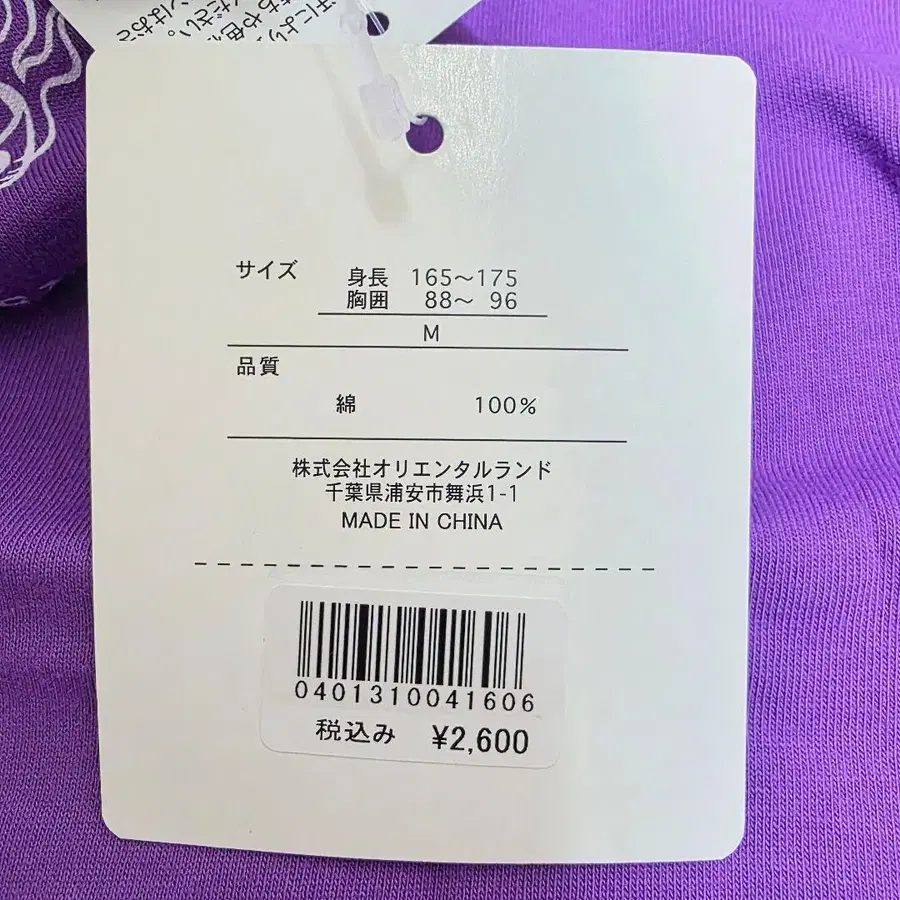 サイズ
身長 165～175
胸囲 88～ 96
M
品質
綿 100%
株式会社オリエンタルランド
千葉県浦安市舞浜1-1
MADE IN CHINA
0401310041606
税込み ¥2,600